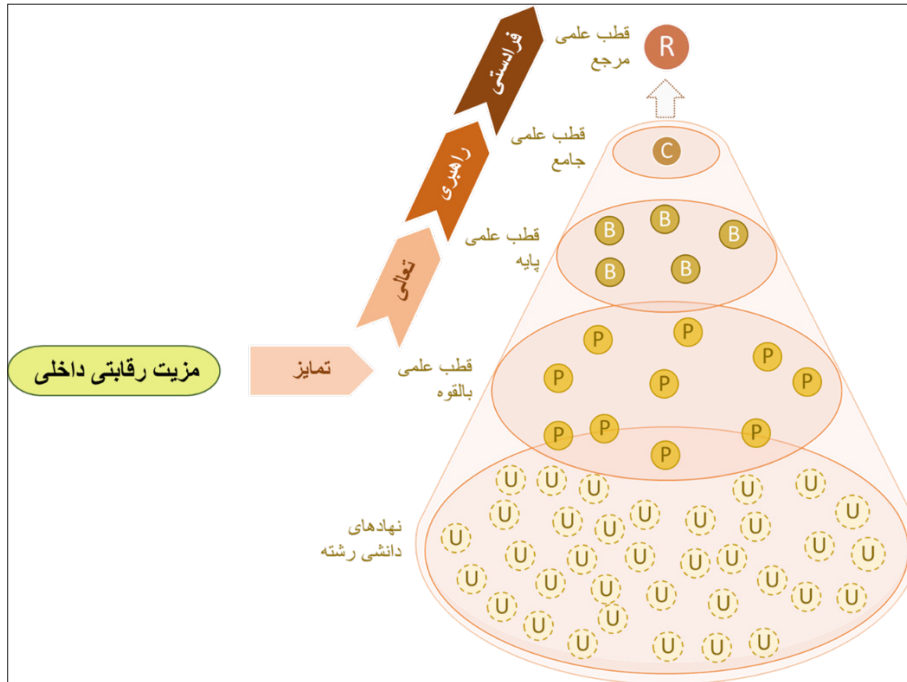 قطب علمی
مرجع
R
فرادستی
قطب علمی
جامع
C
راهبری
قطب علمی
پایه
B B B
B B
تعالی
P P
P
P P P
قطب علمی
بالقوه
تمایز
مزیت رقابتی داخلی
P P P
P
U U U U U
U U U U U U U
نهادهای
دانشی رشته
U U U
U U U U U
U U U U
U U U U
U U U
U U U U